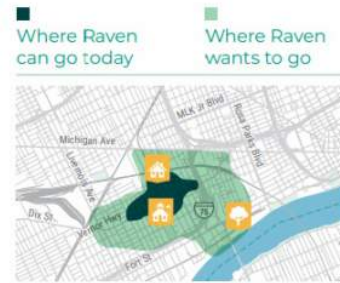 Where Raven
can go today
Where Raven
wants to go
MLK Jr Blvd
Rosa Parks Blvd
Michigan Ave
Livernois Ave
75
Dix St
Vernor Hwy
Fort St